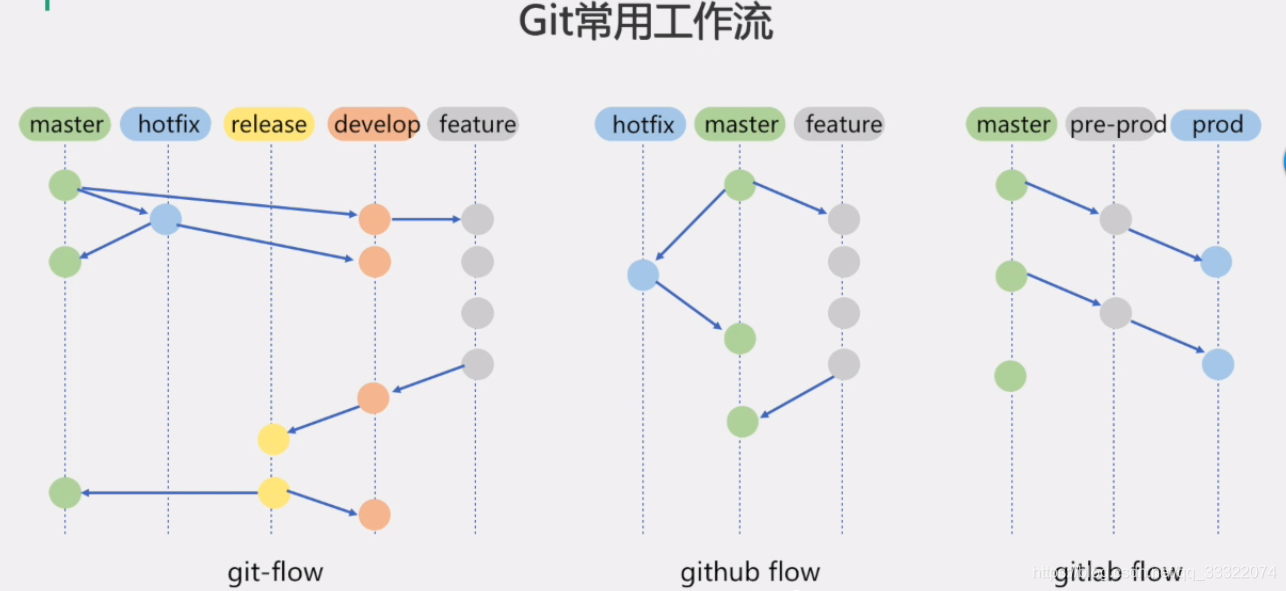 Git常用工作流
master hotfix release develop feature
hotfix master feature
master pre-prod prod
git-flow
github flow
gitlab flow